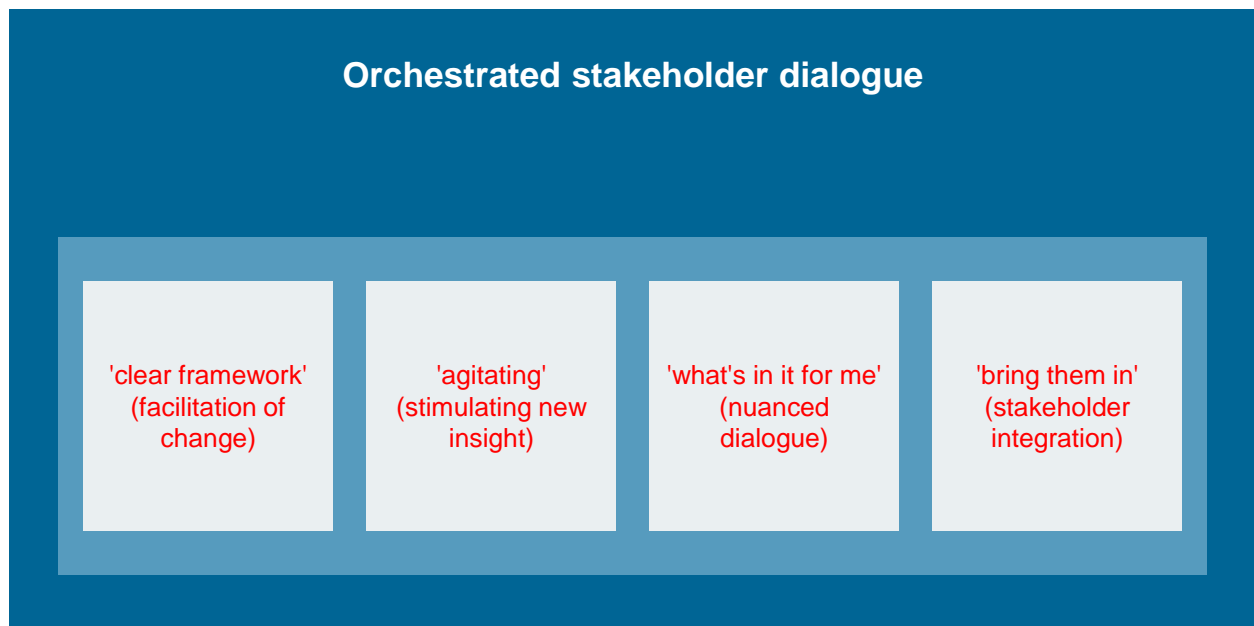 Orchestrated stakeholder dialogue
'clear framework'
(facilitation of
change)
'agitating'
(stimulating new
insight)
'what's in it for me'
(nuanced
dialogue)
'bring them in'
(stakeholder
integration)